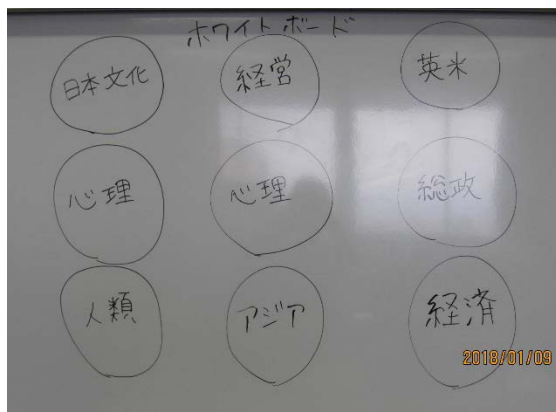 ホワイトボード
日本文化 経営 英米
心理 心理 総政
人類 アジア 経済
2018/01/09